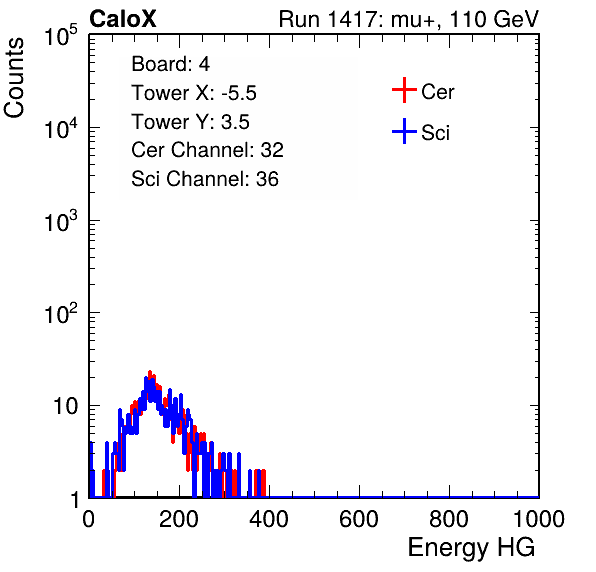 CaloX Run 1417: mu+, 110 GeV
Board: 4
Tower X: -5.5
Tower Y: 3.5
Cer Channel: 32
Sci Channel: 36
Cer
Sci
Counts
10^5
10^4
10^3
10^2
10
1
0 200 400 600 800 1000
Energy HG